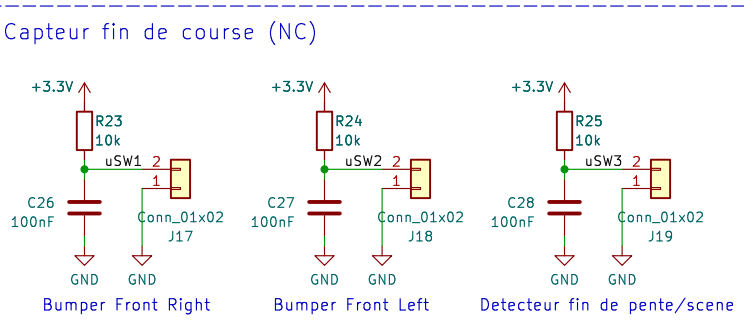 Capteur fin de course (NC)
+3.3V +3.3V +3.3V
R23 R24 R25
10k 10k 10k
uSW1 2 uSW2 2 uSW3 2
1 1 1
C26 C27 C28
100nF 100nF 100nF
Conn_01x02 Conn_01x02 Conn_01x02
J17 J18 J19
GND GND GND GND GND GND
Bumper Front Right Bumper Front Left Detecteur fin de pente/scene